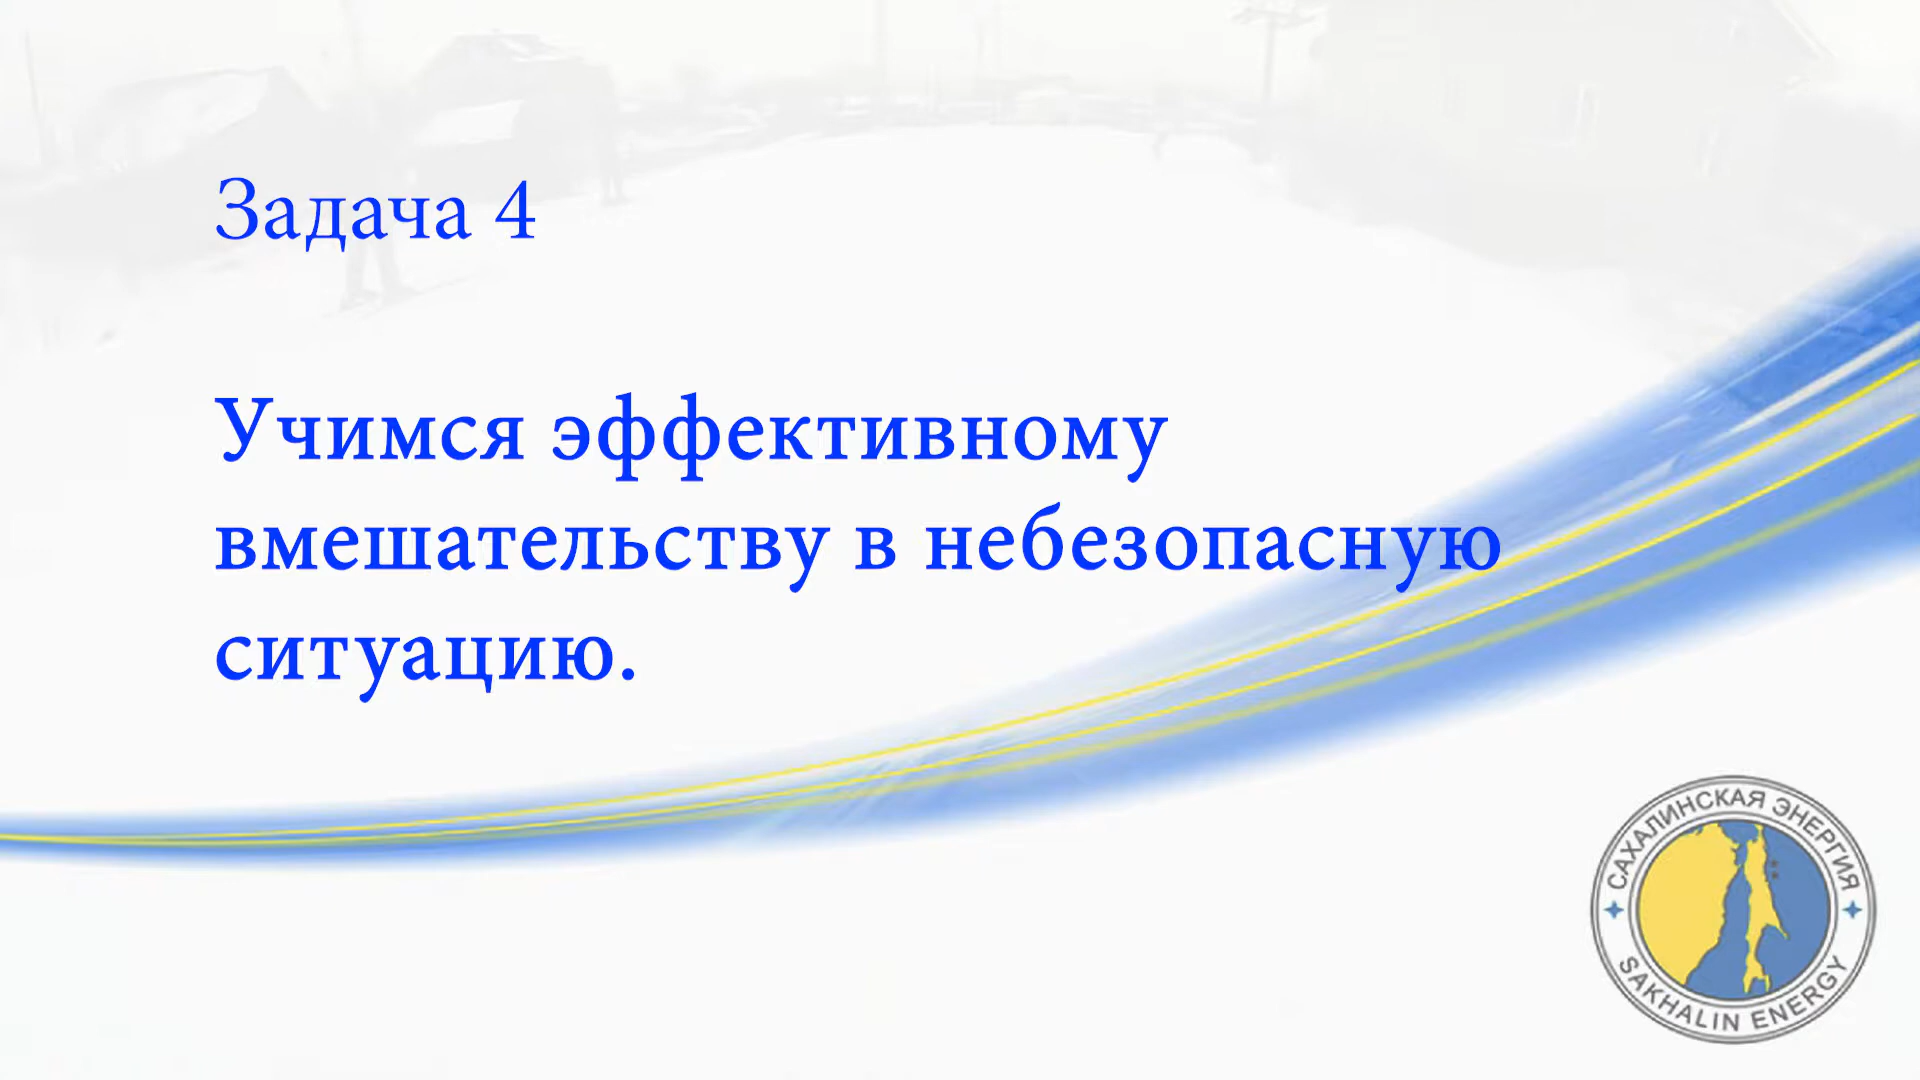 Задача 4
Учимся эффективному
вмешательству в небезопасную
ситуацию.
САХАЛИНСКАЯ ЭНЕРГИЯ
SAKHALIN ENERGY